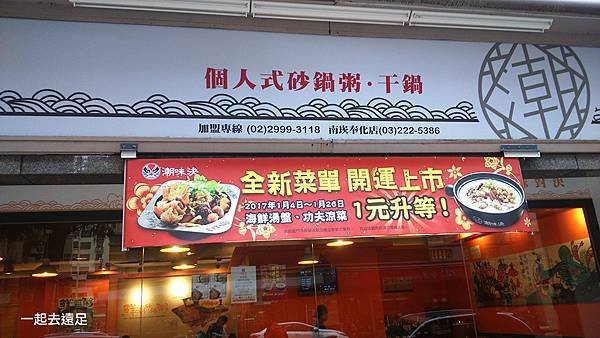 個人式砂鍋粥·干鍋
潮
加盟專線 (02)2999-3118 南崁奉化店(03)222-5386
潮味決
全新菜單 開運上市
2017年1月4日~1月26日
海鮮湯盤、功夫涼菜 1元升等!
一起去遠足